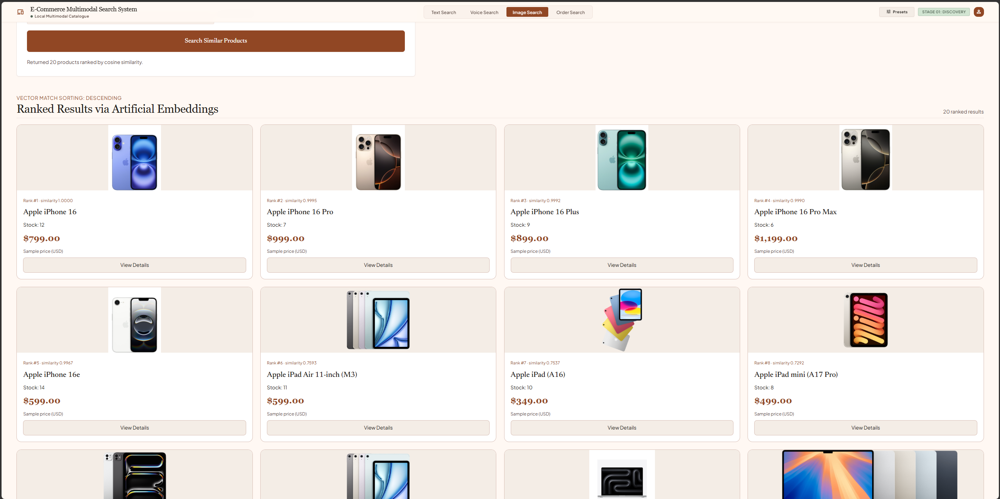 E-Commerce Multimodal Search System
Local Multimodal Catalogue
Text Search
Voice Search
Image Search
Order Search
Presets
STAGE 01: DISCOVERY
Search Similar Products
Returned 20 products ranked by cosine similarity.
VECTOR MATCH SORTING: DESCENDING
Ranked Results via Artificial Embeddings
20 ranked results
Rank #1 · similarity 1.0000
Apple iPhone 16
Stock: 12
$799.00
Sample price (USD)
View Details
Rank #2 · similarity 0.9995
Apple iPhone 16 Pro
Stock: 7
$999.00
Sample price (USD)
View Details
Rank #3 · similarity 0.9992
Apple iPhone 16 Plus
Stock: 9
$899.00
Sample price (USD)
View Details
Rank #4 · similarity 0.9990
Apple iPhone 16 Pro Max
Stock: 6
$1,199.00
Sample price (USD)
View Details
Rank #5 · similarity 0.9967
Apple iPhone 16e
Stock: 14
$599.00
Sample price (USD)
View Details
Rank #6 · similarity 0.7593
Apple iPad Air 11-inch (M3)
Stock: 11
$599.00
Sample price (USD)
View Details
Rank #7 · similarity 0.7537
Apple iPad (A16)
Stock: 10
$349.00
Sample price (USD)
View Details
Rank #8 · similarity 0.7292
Apple iPad mini (A17 Pro)
Stock: 8
$499.00
Sample price (USD)
View Details